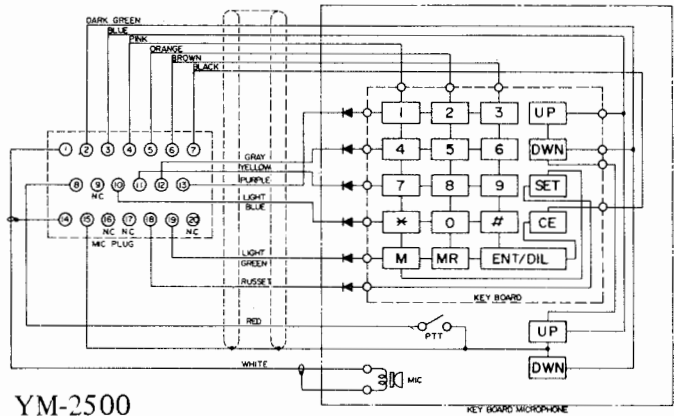 DARK GREEN
BLUE
PINK
ORANGE
BROWN
BLACK
1 2 3 UP
1 2 3 4 5 6 7
GRAY
4 5 6 DWN
YELLOW
8 9 10 11 12 13
PURPLE
7 8 9 SET
NC
LIGHT
BLUE
14 15 16 17 18 19 20
* 0 # CE
NC NC NC
MIC PLUG
LIGHT
GREEN
M MR ENT/DIL
RUSSET
KEY BOARD
RED
PTT
UP
WHITE
MIC
DWN
YM-2500
KEY BOARD MICROPHONE